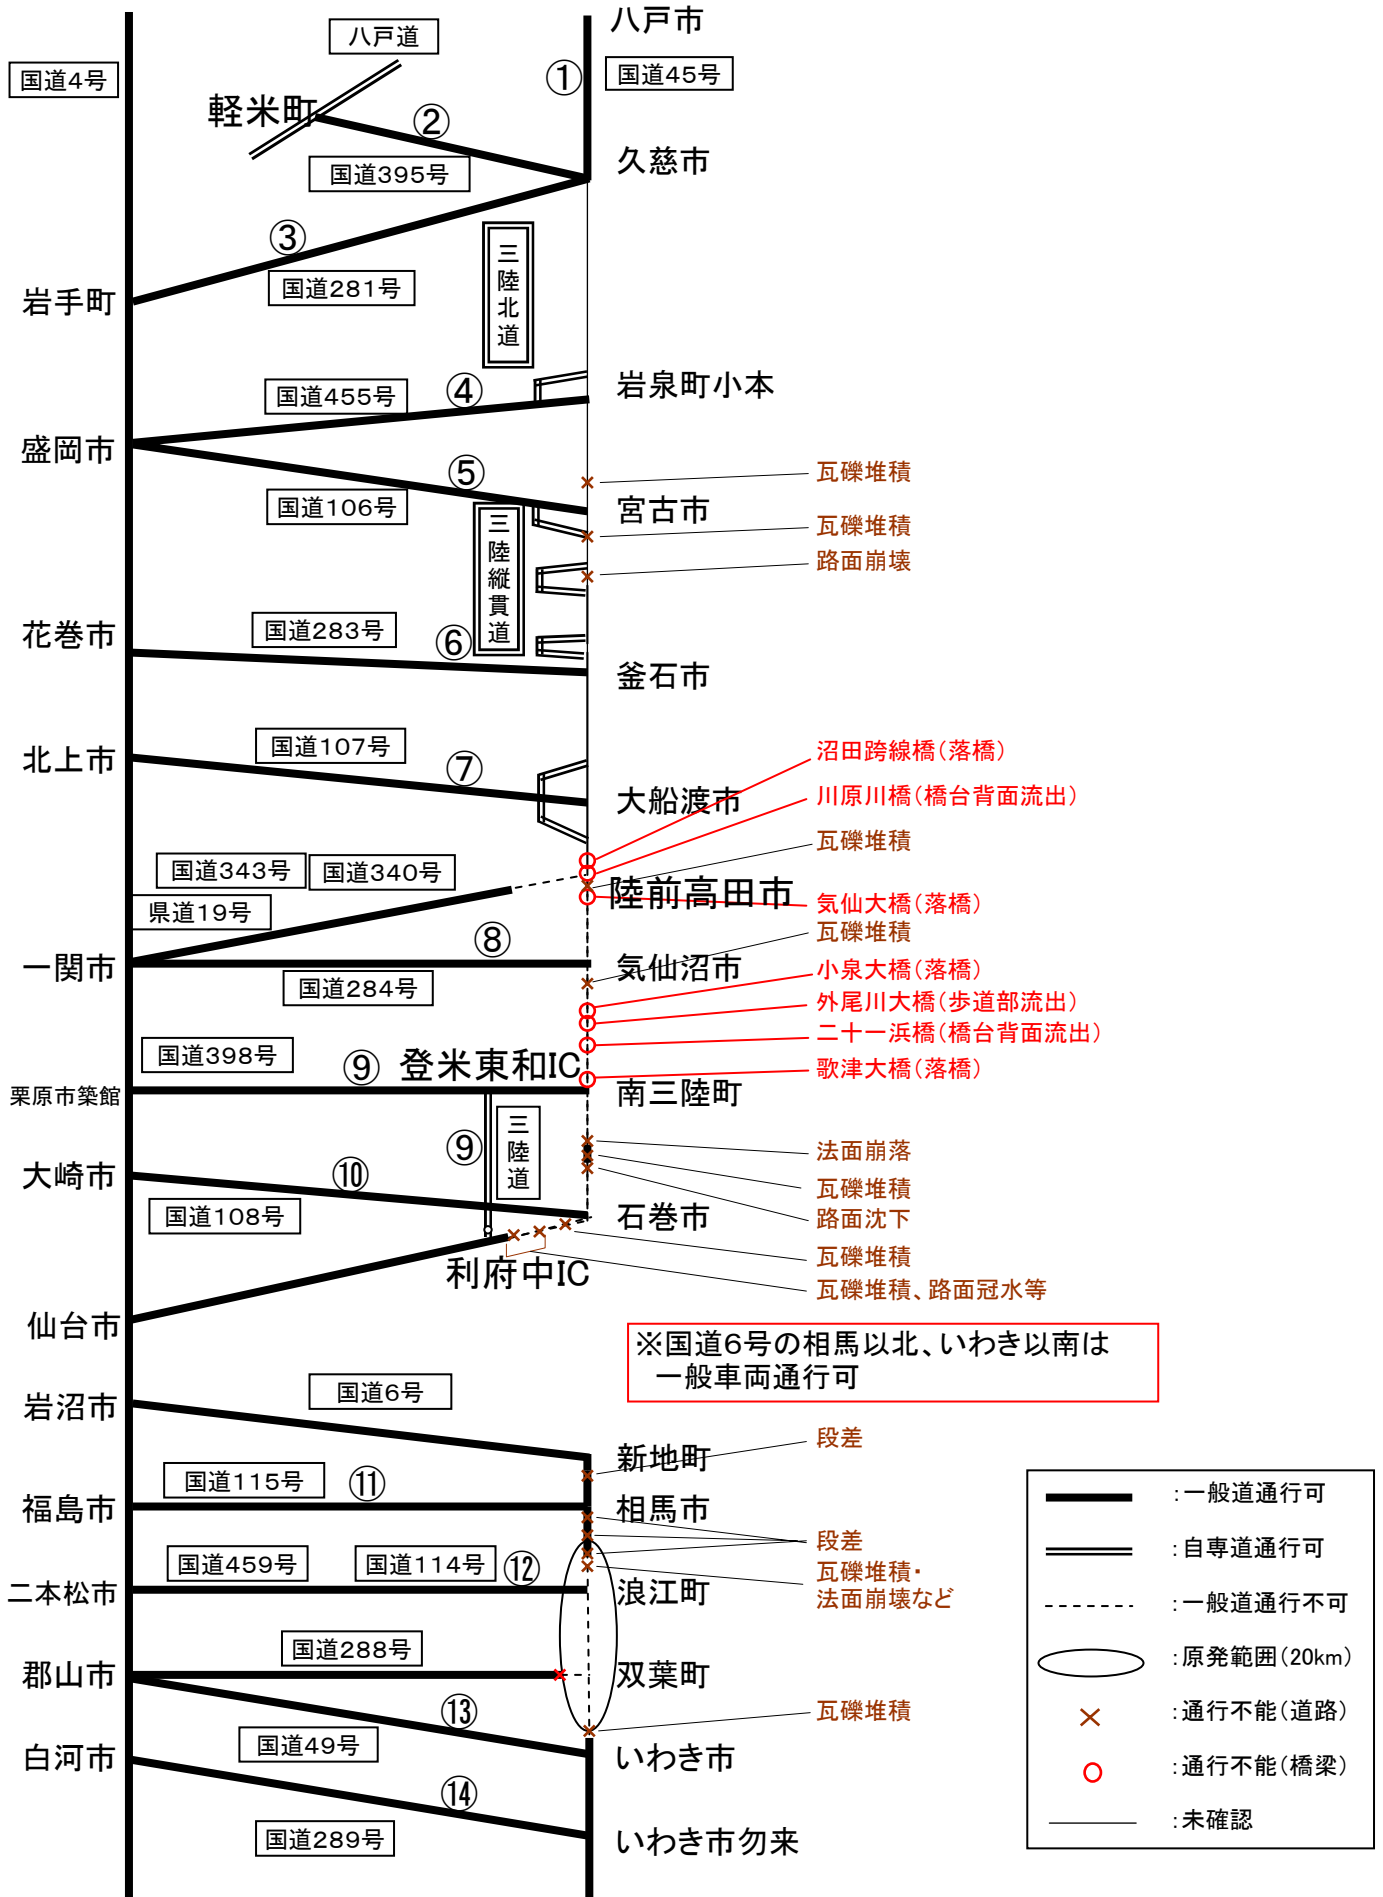 八戸市
八戸道
国道4号
①
国道45号
軽米町
②
久慈市
国道395号
③
三陸北道
国道281号
岩手町
岩泉町小本
国道455号
④
盛岡市
⑤
瓦礫堆積
国道106号
宮古市
三陸縦貫道
瓦礫堆積
路面崩壊
花巻市
国道283号
⑥
釜石市
北上市
国道107号
⑦
沼田跨線橋(落橋)
大船渡市
川原川橋(橋台背面流出)
瓦礫堆積
国道343号
国道340号
陸前高田市
県道19号
気仙大橋(落橋)
瓦礫堆積
⑧
一関市
気仙沼市
小泉大橋(落橋)
国道284号
外尾川大橋(歩道部流出)
二十一浜橋(橋台背面流出)
国道398号
⑨
登米東和IC
歌津大橋(落橋)
栗原市築館
南三陸町
⑨
三陸道
法面崩落
大崎市
⑩
瓦礫堆積
国道108号
石巻市
路面沈下
瓦礫堆積
利府中IC
瓦礫堆積、路面冠水等
仙台市
※国道6号の相馬以北、いわき以南は
一般車両通行可
国道6号
岩沼市
段差
新地町
国道115号
⑪
福島市
相馬市
段差
国道459号
国道114号
⑫
瓦礫堆積・
法面崩壊など
二本松市
浪江町
国道288号
郡山市
双葉町
⑬
瓦礫堆積
国道49号
白河市
いわき市
⑭
国道289号
いわき市勿来
:一般道通行可
:自専道通行可
:一般道通行不可
:原発範囲(20km)
:通行不能(道路)
:通行不能(橋梁)
:未確認